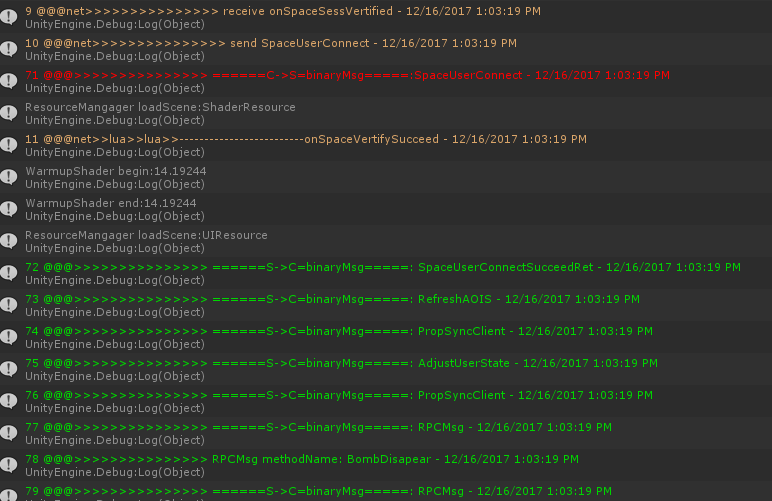 9 @@@net>>>>>>>>>>>>>>> receive onSpaceSessVertified - 12/16/2017 1:03:19 PM
UnityEngine.Debug:Log(Object)
10 @@@net>>>>>>>>>>>>>>> send SpaceUserConnect - 12/16/2017 1:03:19 PM
UnityEngine.Debug:Log(Object)
71 @@@>>>>>>>>>>>>>>> ======C->S=binaryMsg=====:SpaceUserConnect - 12/16/2017 1:03:19 PM
UnityEngine.Debug:Log(Object)
ResourceMangager loadScene:ShaderResource
UnityEngine.Debug:Log(Object)
11 @@@net>>lua>>lua>>-------------------------onSpaceVertifySucceed - 12/16/2017 1:03:19 PM
UnityEngine.Debug:Log(Object)
WarmupShader begin:14.19244
UnityEngine.Debug:Log(Object)
WarmupShader end:14.19244
UnityEngine.Debug:Log(Object)
ResourceMangager loadScene:UIResource
UnityEngine.Debug:Log(Object)
72 @@@>>>>>>>>>>>>>>> ======S->C=binaryMsg=====: SpaceUserConnectSucceedRet - 12/16/2017 1:03:19 PM
UnityEngine.Debug:Log(Object)
73 @@@>>>>>>>>>>>>>>> ======S->C=binaryMsg=====: RefreshAOIS - 12/16/2017 1:03:19 PM
UnityEngine.Debug:Log(Object)
74 @@@>>>>>>>>>>>>>>> ======S->C=binaryMsg=====: PropSyncClient - 12/16/2017 1:03:19 PM
UnityEngine.Debug:Log(Object)
75 @@@>>>>>>>>>>>>>>> ======S->C=binaryMsg=====: AdjustUserState - 12/16/2017 1:03:19 PM
UnityEngine.Debug:Log(Object)
76 @@@>>>>>>>>>>>>>>> ======S->C=binaryMsg=====: PropSyncClient - 12/16/2017 1:03:19 PM
UnityEngine.Debug:Log(Object)
77 @@@>>>>>>>>>>>>>>> ======S->C=binaryMsg=====: RPCMsg - 12/16/2017 1:03:19 PM
UnityEngine.Debug:Log(Object)
78 @@@>>>>>>>>>>>>>>> RPCMsg methodName: BombDisapear - 12/16/2017 1:03:19 PM
UnityEngine.Debug:Log(Object)
79 @@@>>>>>>>>>>>>>>> ======S->C=binaryMsg=====: RPCMsg - 12/16/2017 1:03:19 PM